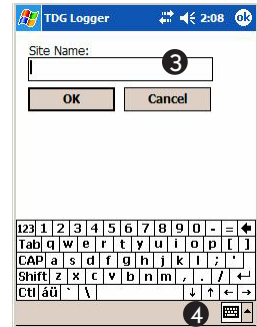 TDG Logger 2:08 ok
Site Name:
3
OK Cancel
123 1 2 3 4 5 6 7 8 9 0 - =
Tab q w e r t y u i o p [ ]
CAP a s d f g h j k l ; '
Shift z x c v b n m , . /
Ctl áü ` \
4